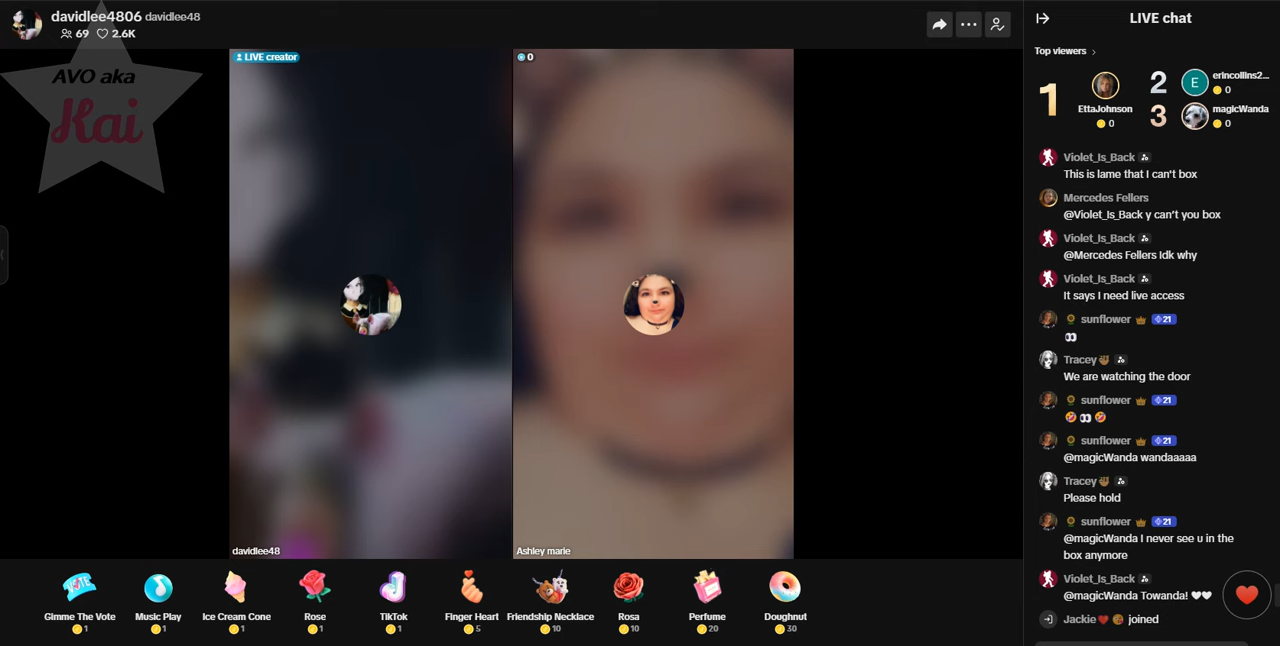 davidlee4806 davidlee48
69 2.6K
AVO aka
Kai
LIVE creator
0
davidlee48
Ashley marie
Gimme The Vote
1
Music Play
1
Ice Cream Cone
1
Rose
1
TikTok
1
Finger Heart
5
Friendship Necklace
10
Rosa
10
Perfume
20
Doughnut
30
LIVE chat
Top viewers
1
EttaJohnson
0
2
E
erincollins2...
0
3
magicWanda
0
Violet_Is_Back
This is lame that I can't box
Mercedes Fellers
@Violet_Is_Back y can't you box
Violet_Is_Back
@Mercedes Fellers Idk why
Violet_Is_Back
It says I need live access
sunflower 21
👀
Tracey
We are watching the door
sunflower 21
🤣 👀 🤣
sunflower 21
@magicWanda wandaaaaa
Tracey
Please hold
sunflower 21
@magicWanda I never see u in the
box anymore
Violet_Is_Back
@magicWanda Towanda! 🤍🤍
Jackie joined